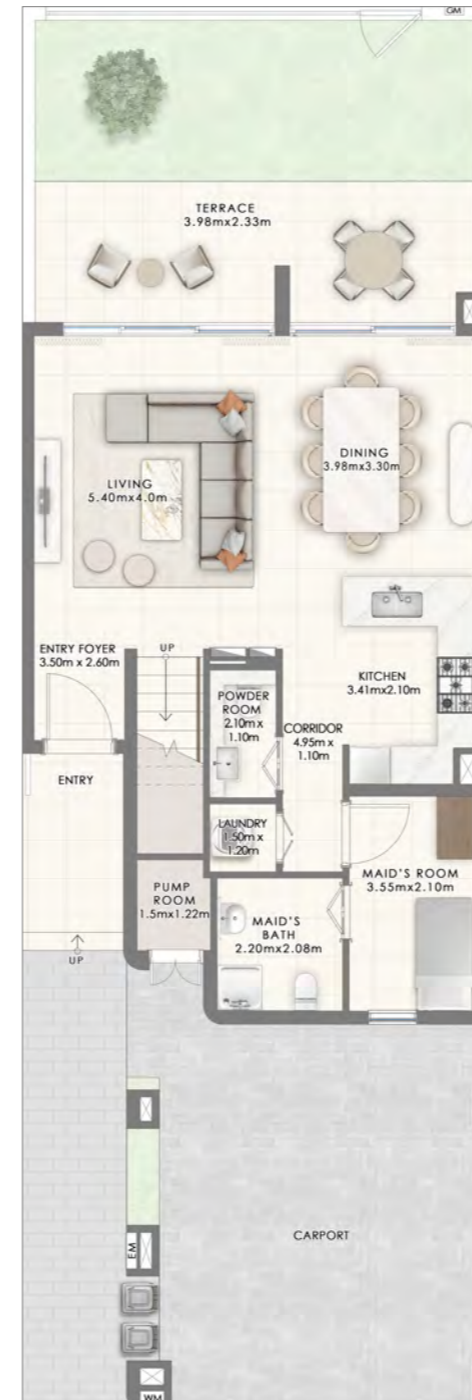 GM
TERRACE
3.98mx2.33m
DINING
3.98mx3.30m
LIVING
5.40mx4.0m
ENTRY FOYER
3.50m x 2.60m
UP
KITCHEN
3.41mx2.10m
POWDER
ROOM
2.10m x
1.10m
CORRIDOR
4.95m x
1.10m
ENTRY
LAUNDRY
1.50m x
1.20m
MAID'S ROOM
3.55mx2.10m
PUMP
ROOM
1.5mx1.22m
MAID'S
BATH
2.20mx2.08m
UP
CARPORT
EM
WM